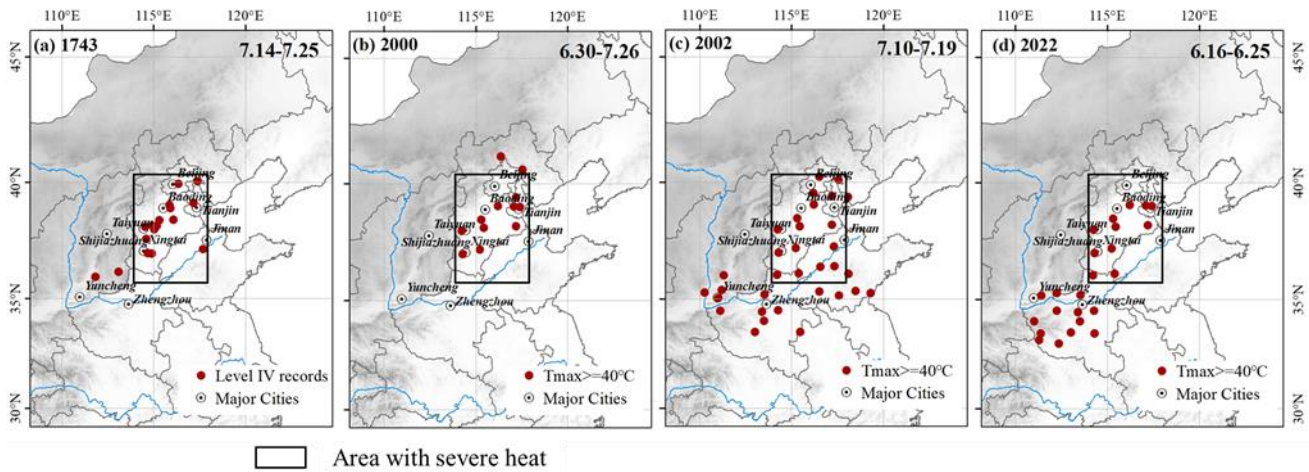 110°E 115°E 120°E 110°E 115°E 120°E 110°E 115°E 120°E 110°E 115°E 120°E
(a) 1743 7.14-7.25
(b) 2000 6.30-7.26
(c) 2002 7.10-7.19
(d) 2022 6.16-6.25
45°N 45°N
40°N 40°N
35°N 35°N
30°N 30°N
Beijing
Baoding
Tianjin
Taiyuan
Jinan
Shijiazhuang
Xingtai
Yuncheng
Zhengzhou
Level IV records
Major Cities
Beijing
Baoding
Tianjin
Taiyuan
Jinan
Shijiazhuang
Xingtai
Yuncheng
Zhengzhou
Tmax>=40°C
Major Cities
Beijing
Baoding
Tianjin
Taiyuan
Jinan
Shijiazhuang
Xingtai
Yuncheng
Zhengzhou
Tmax>=40°C
Major Cities
Beijing
Baoding
Tianjin
Taiyuan
Jinan
Shijiazhuang
Xingtai
Yuncheng
Zhengzhou
Tmax>=40°C
Major Cities
Area with severe heat